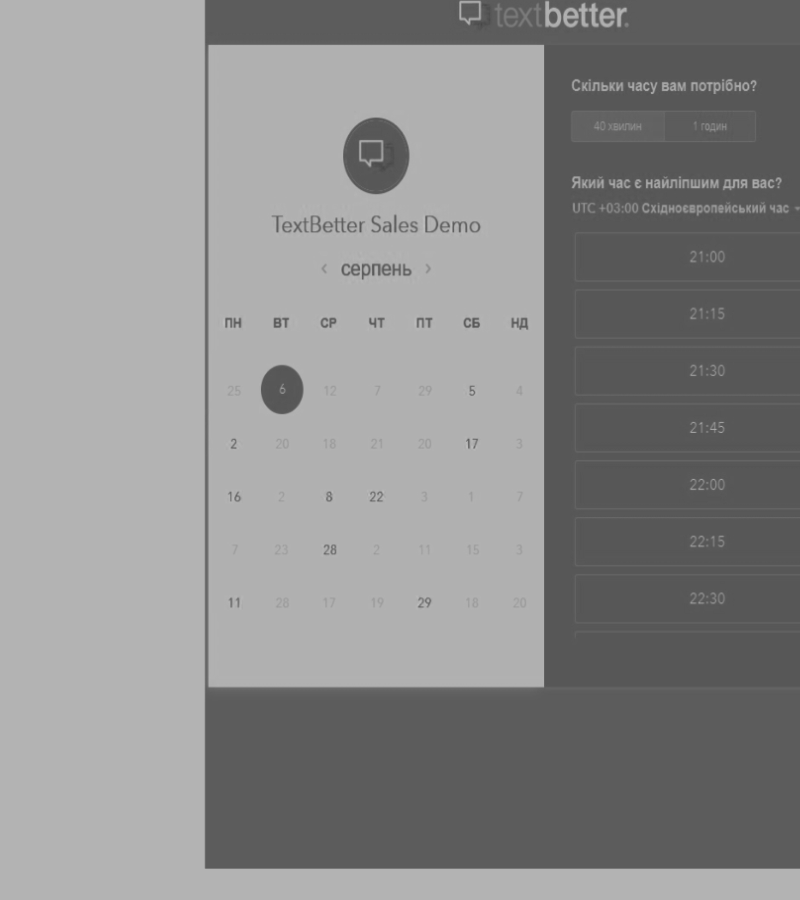 textbetter.
TextBetter Sales Demo
‹ серпень ›
ПН ВТ СР ЧТ ПТ СБ НД
25 6 12 7 29 5 4
2 20 18 21 20 17 3
16 2 8 22 3 1 7
7 23 28 2 11 15 3
11 28 17 19 29 18 20
Скільки часу вам потрібно?
40 хвилин 1 годин
Який час є найліпшим для вас?
UTC +03:00 Східноєвропейський час
21:00
21:15
21:30
21:45
22:00
22:15
22:30